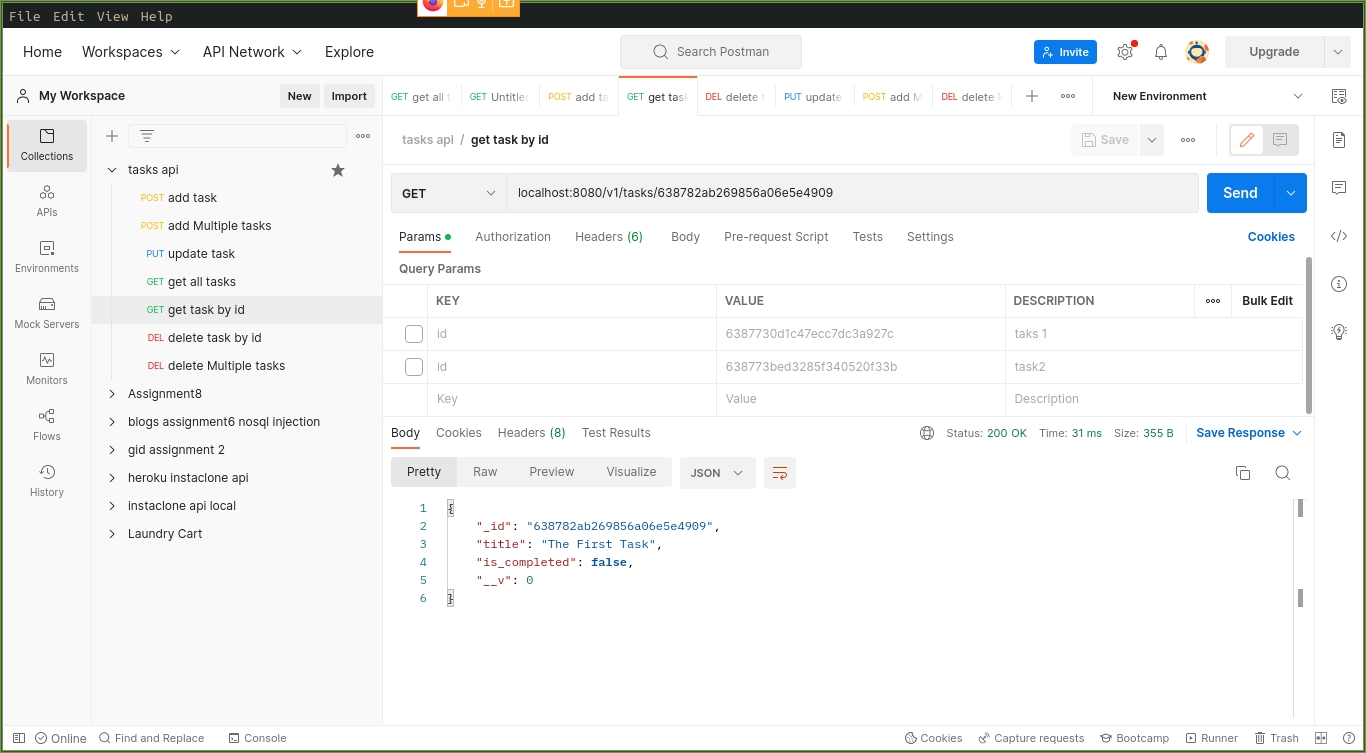 File Edit View Help
Home Workspaces API Network Explore Search Postman Invite Upgrade
My Workspace New Import GET get all t GET Untitled POST add ta GET get task DEL delete t PUT update POST add M DEL delete M New Environment
tasks api / get task by id Save
Collections
APIs
Environments
Mock Servers
Monitors
Flows
History
tasks api
POST add task
POST add Multiple tasks
PUT update task
GET get all tasks
GET get task by id
DEL delete task by id
DEL delete Multiple tasks
Assignment8
blogs assignment6 nosql injection
gid assignment 2
heroku instaclone api
instaclone api local
Laundry Cart
GET localhost:8080/v1/tasks/638782ab269856a06e5e4909 Send
Params Authorization Headers (6) Body Pre-request Script Tests Settings Cookies
Query Params
KEY VALUE DESCRIPTION Bulk Edit
id 6387730d1c47ecc7dc3a927c taks 1
id 638773bed3285f340520f33b task2
Key Value Description
Body Cookies Headers (8) Test Results Status: 200 OK Time: 31 ms Size: 355 B Save Response
Pretty Raw Preview Visualize JSON
1 {
2 "_id": "638782ab269856a06e5e4909",
3 "title": "The First Task",
4 "is_completed": false,
5 "__v": 0
6 }
Online Find and Replace Console Cookies Capture requests Bootcamp Runner Trash